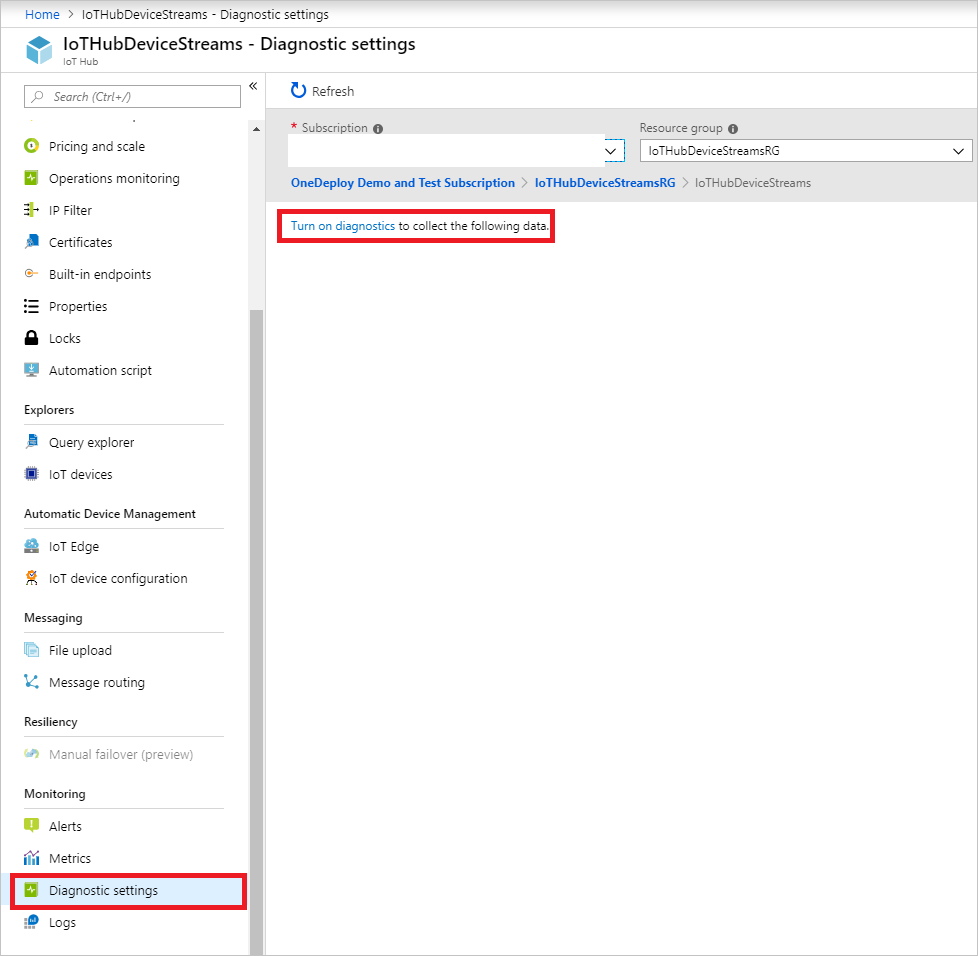 Home > IoTHubDeviceStreams - Diagnostic settings
IoTHubDeviceStreams - Diagnostic settings
IoT Hub
Search (Ctrl+/)
«
Pricing and scale
Operations monitoring
IP Filter
Certificates
Built-in endpoints
Properties
Locks
Automation script
Explorers
Query explorer
IoT devices
Automatic Device Management
IoT Edge
IoT device configuration
Messaging
File upload
Message routing
Resiliency
Manual failover (preview)
Monitoring
Alerts
Metrics
Diagnostic settings
Logs
Refresh
* Subscription
Resource group
IoTHubDeviceStreamsRG
OneDeploy Demo and Test Subscription > IoTHubDeviceStreamsRG > IoTHubDeviceStreams
Turn on diagnostics to collect the following data.